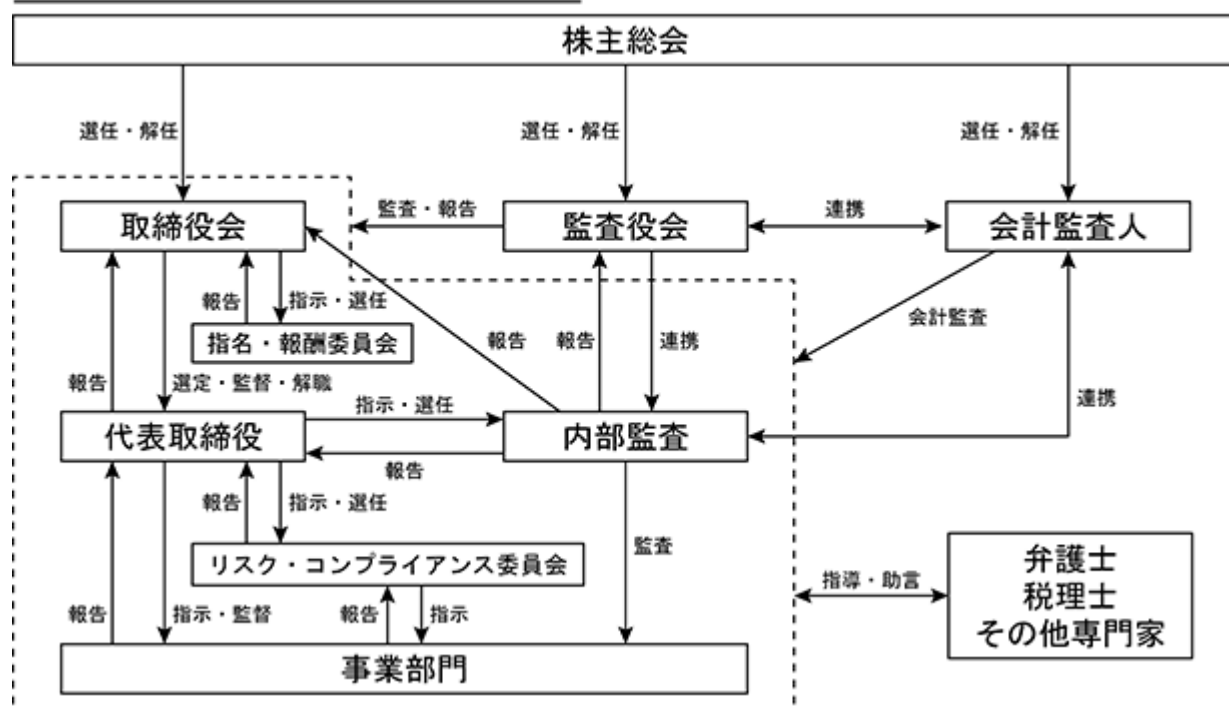 株主総会
選任・解任
選任・解任
選任・解任
取締役会
監査・報告
監査役会
連携
会計監査人
報告
指示・選任
指名・報酬委員会
報告
報告
連携
会計監査
報告
選定・監督・解職
指示・選任
連携
代表取締役
内部監査
報告
報告
指示・選任
リスク・コンプライアンス委員会
監査
指導・助言
弁護士
税理士
その他専門家
報告
指示・監督
報告
指示
事業部門